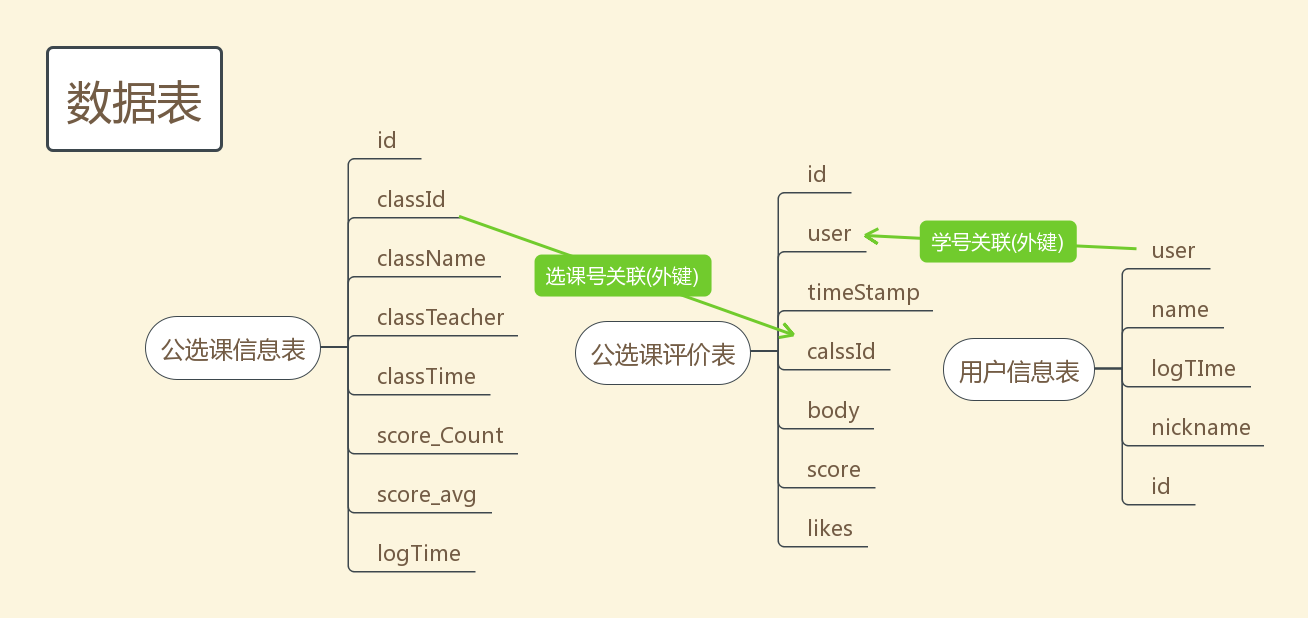 数据表
公选课信息表
id
classId
className
classTeacher
classTime
score_Count
score_avg
logTime
选课号关联(外键)
公选课评价表
id
user
timeStamp
calssId
body
score
likes
学号关联(外键)
用户信息表
user
name
logTIme
nickname
id